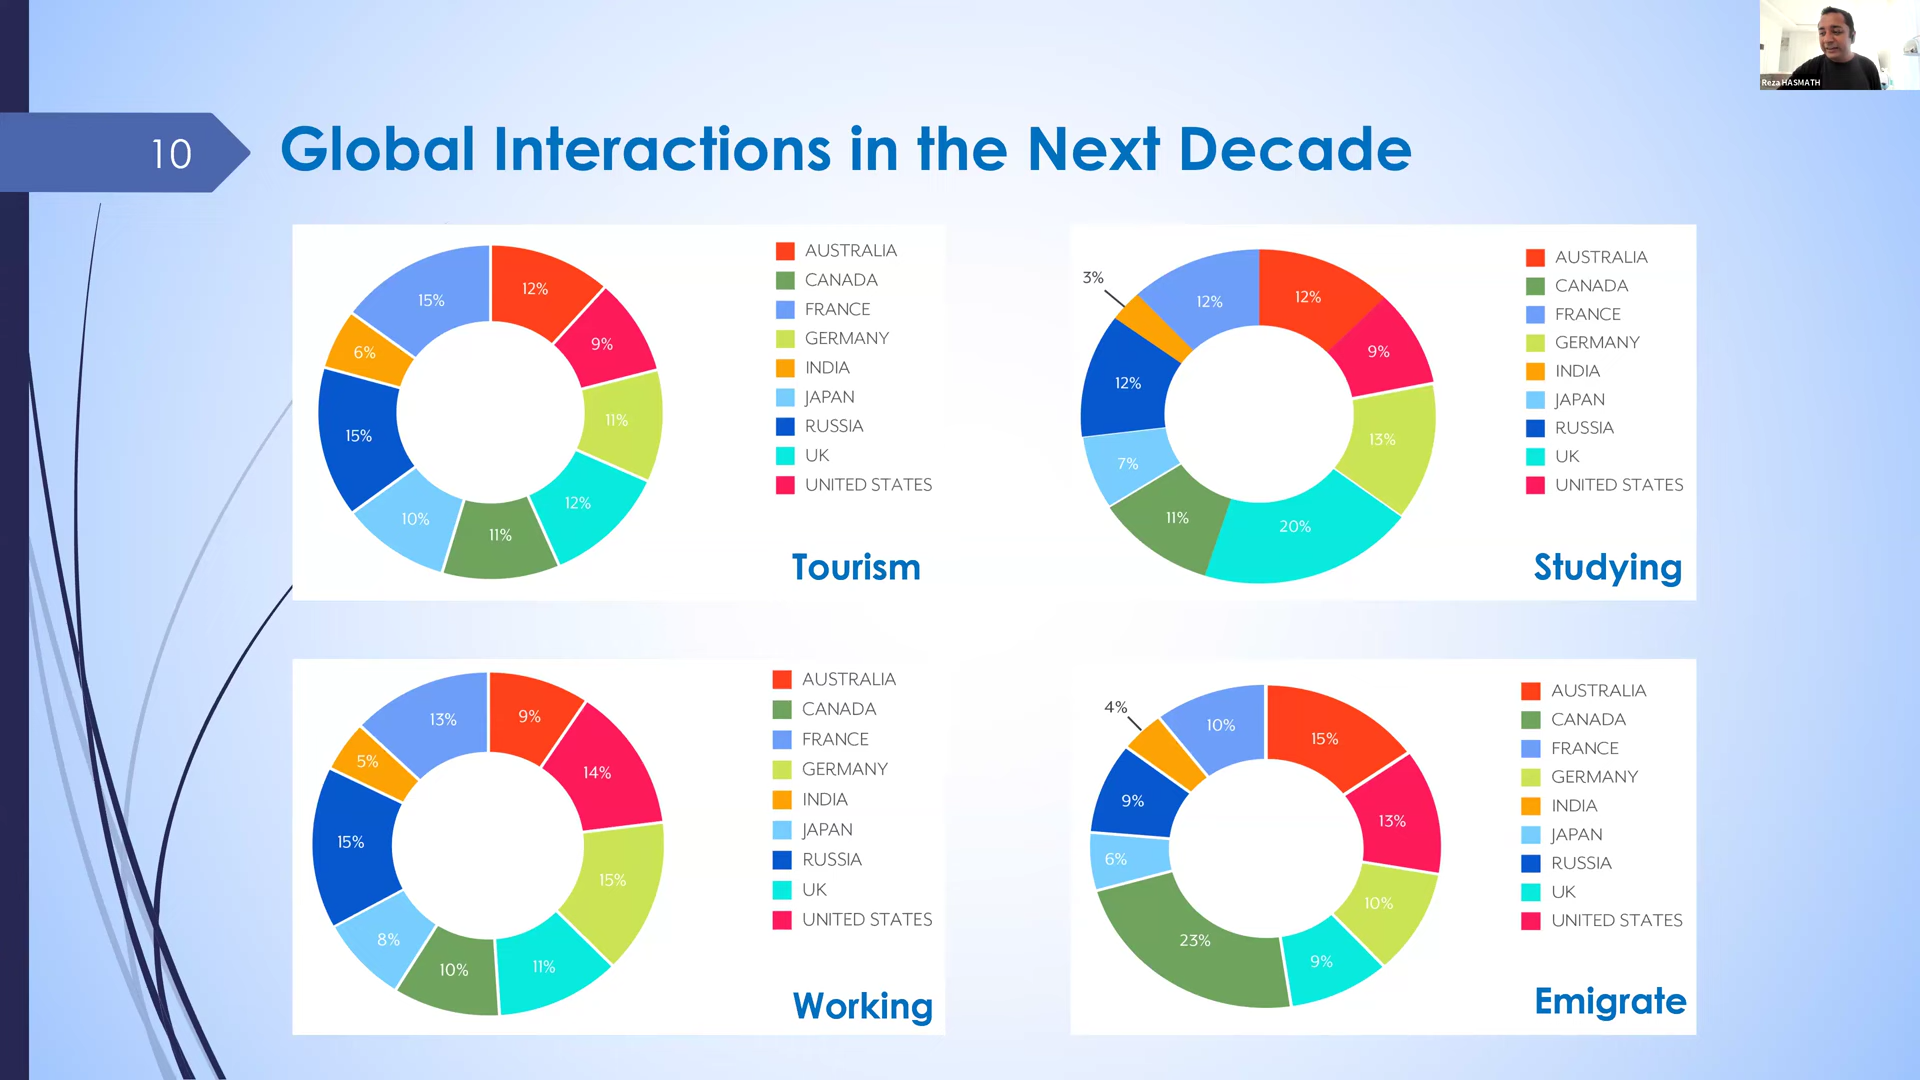 Reza HASMATH
10
Global Interactions in the Next Decade
15%
12%
9%
11%
12%
11%
10%
15%
6%
AUSTRALIA
CANADA
FRANCE
GERMANY
INDIA
JAPAN
RUSSIA
UK
UNITED STATES
Tourism
3%
12%
12%
9%
13%
20%
11%
7%
12%
AUSTRALIA
CANADA
FRANCE
GERMANY
INDIA
JAPAN
RUSSIA
UK
UNITED STATES
Studying
13%
9%
14%
15%
11%
10%
8%
15%
5%
AUSTRALIA
CANADA
FRANCE
GERMANY
INDIA
JAPAN
RUSSIA
UK
UNITED STATES
Working
4%
10%
15%
13%
10%
9%
23%
6%
9%
AUSTRALIA
CANADA
FRANCE
GERMANY
INDIA
JAPAN
RUSSIA
UK
UNITED STATES
Emigrate